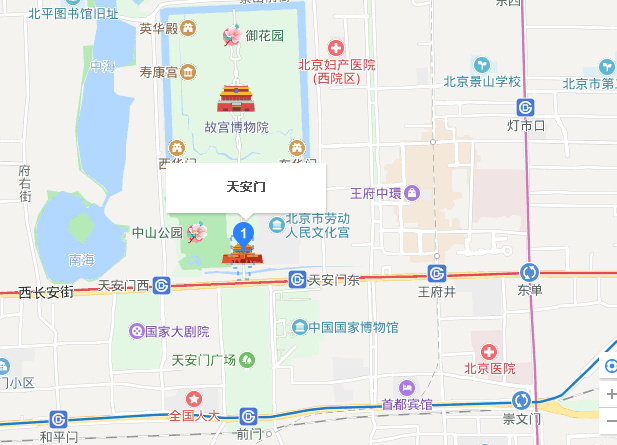 北平图书馆旧址
英华殿
御花园
北京妇产医院
(西院区)
中海
寿康宫
北京景山学校
北京市第
故宫博物院
灯市口
西华门
东华门
府右街
天安门
王府中環
中山公园
1
北京市劳动
人民文化宫
南海
西长安街
天安门西
天安门东
王府井
东单
国家大剧院
中国国家博物馆
天安门广场
北京医院
门小区
全国人大
首都宾馆
和平门
前门
崇文门